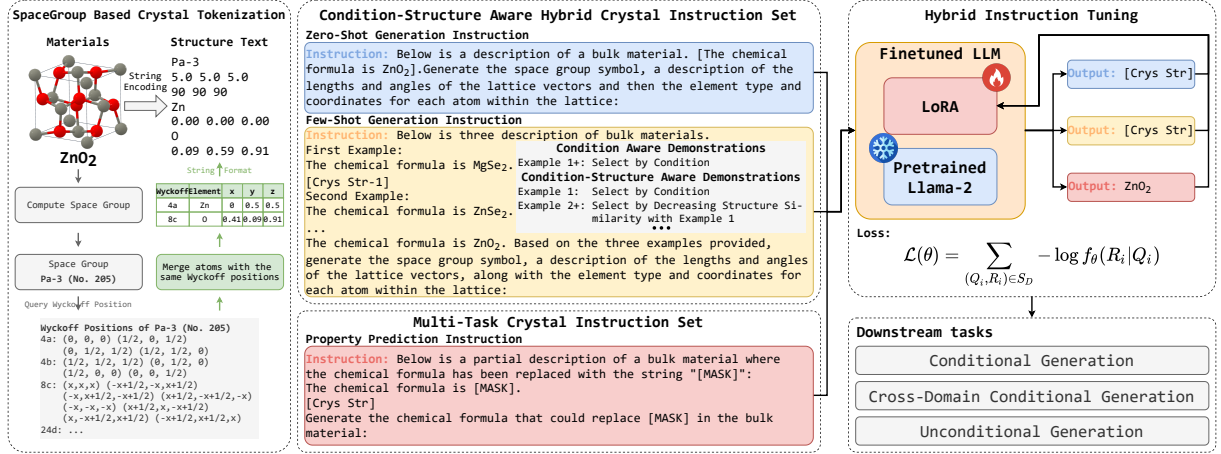 SpaceGroup Based Crystal Tokenization
Materials
Structure Text
String
Encoding
Pa-3
5.0 5.0 5.0
90 90 90
Zn
0.00 0.00 0.00
O
0.09 0.59 0.91
ZnO₂
String Format
Wyckoff Element x y z
4a Zn 0 0.5 0.5
8c O 0.41 0.09 0.91
Compute Space Group
Space Group
Pa-3 (No. 205)
Merge atoms with the
same Wyckoff positions
Query Wyckoff Position
Wyckoff Positions of Pa-3 (No. 205)
4a: (0, 0, 0) (1/2, 0, 1/2)
(0, 1/2, 1/2) (1/2, 1/2, 0)
4b: (1/2, 1/2, 1/2) (0, 1/2, 0)
(1/2, 0, 0) (0, 0, 1/2)
8c: (x,x,x) (-x+1/2,-x,x+1/2)
(-x,x+1/2,-x+1/2) (x+1/2,-x+1/2,-x)
(-x,-x,-x) (x+1/2,x,-x+1/2)
(x,-x+1/2,x+1/2) (-x+1/2,x+1/2,x)
24d: ...
Condition-Structure Aware Hybrid Crystal Instruction Set
Zero-Shot Generation Instruction
Instruction: Below is a description of a bulk material. [The chemical
formula is ZnO₂].Generate the space group symbol, a description of the
lengths and angles of the lattice vectors and then the element type and
coordinates for each atom within the lattice:
Few-Shot Generation Instruction
Instruction: Below is three description of bulk materials.
First Example:
The chemical formula is MgSe₂.
[Crys Str-1]
Second Example:
The chemical formula is ZnSe₂.
...
Condition Aware Demonstrations
Example 1+: Select by Condition
Condition-Structure Aware Demonstrations
Example 1: Select by Condition
Example 2+: Select by Decreasing Structure Si-
milarity with Example 1
•••
The chemical formula is ZnO₂. Based on the three examples provided,
generate the space group symbol, a description of the lengths and angles
of the lattice vectors, along with the element type and coordinates for
each atom within the lattice:
Multi-Task Crystal Instruction Set
Property Prediction Instruction
Instruction: Below is a partial description of a bulk material where
the chemical formula has been replaced with the string "[MASK]":
The chemical formula is [MASK].
[Crys Str]
Generate the chemical formula that could replace [MASK] in the bulk
material:
Hybrid Instruction Tuning
Finetuned LLM
LoRA
Pretrained
Llama-2
Output: [Crys Str]
Output: [Crys Str]
Output: ZnO₂
Loss:
L(θ) = ∑_{(Q_i,R_i)∈S_D} − log f_θ(R_i|Q_i)
Downstream tasks
Conditional Generation
Cross-Domain Conditional Generation
Unconditional Generation